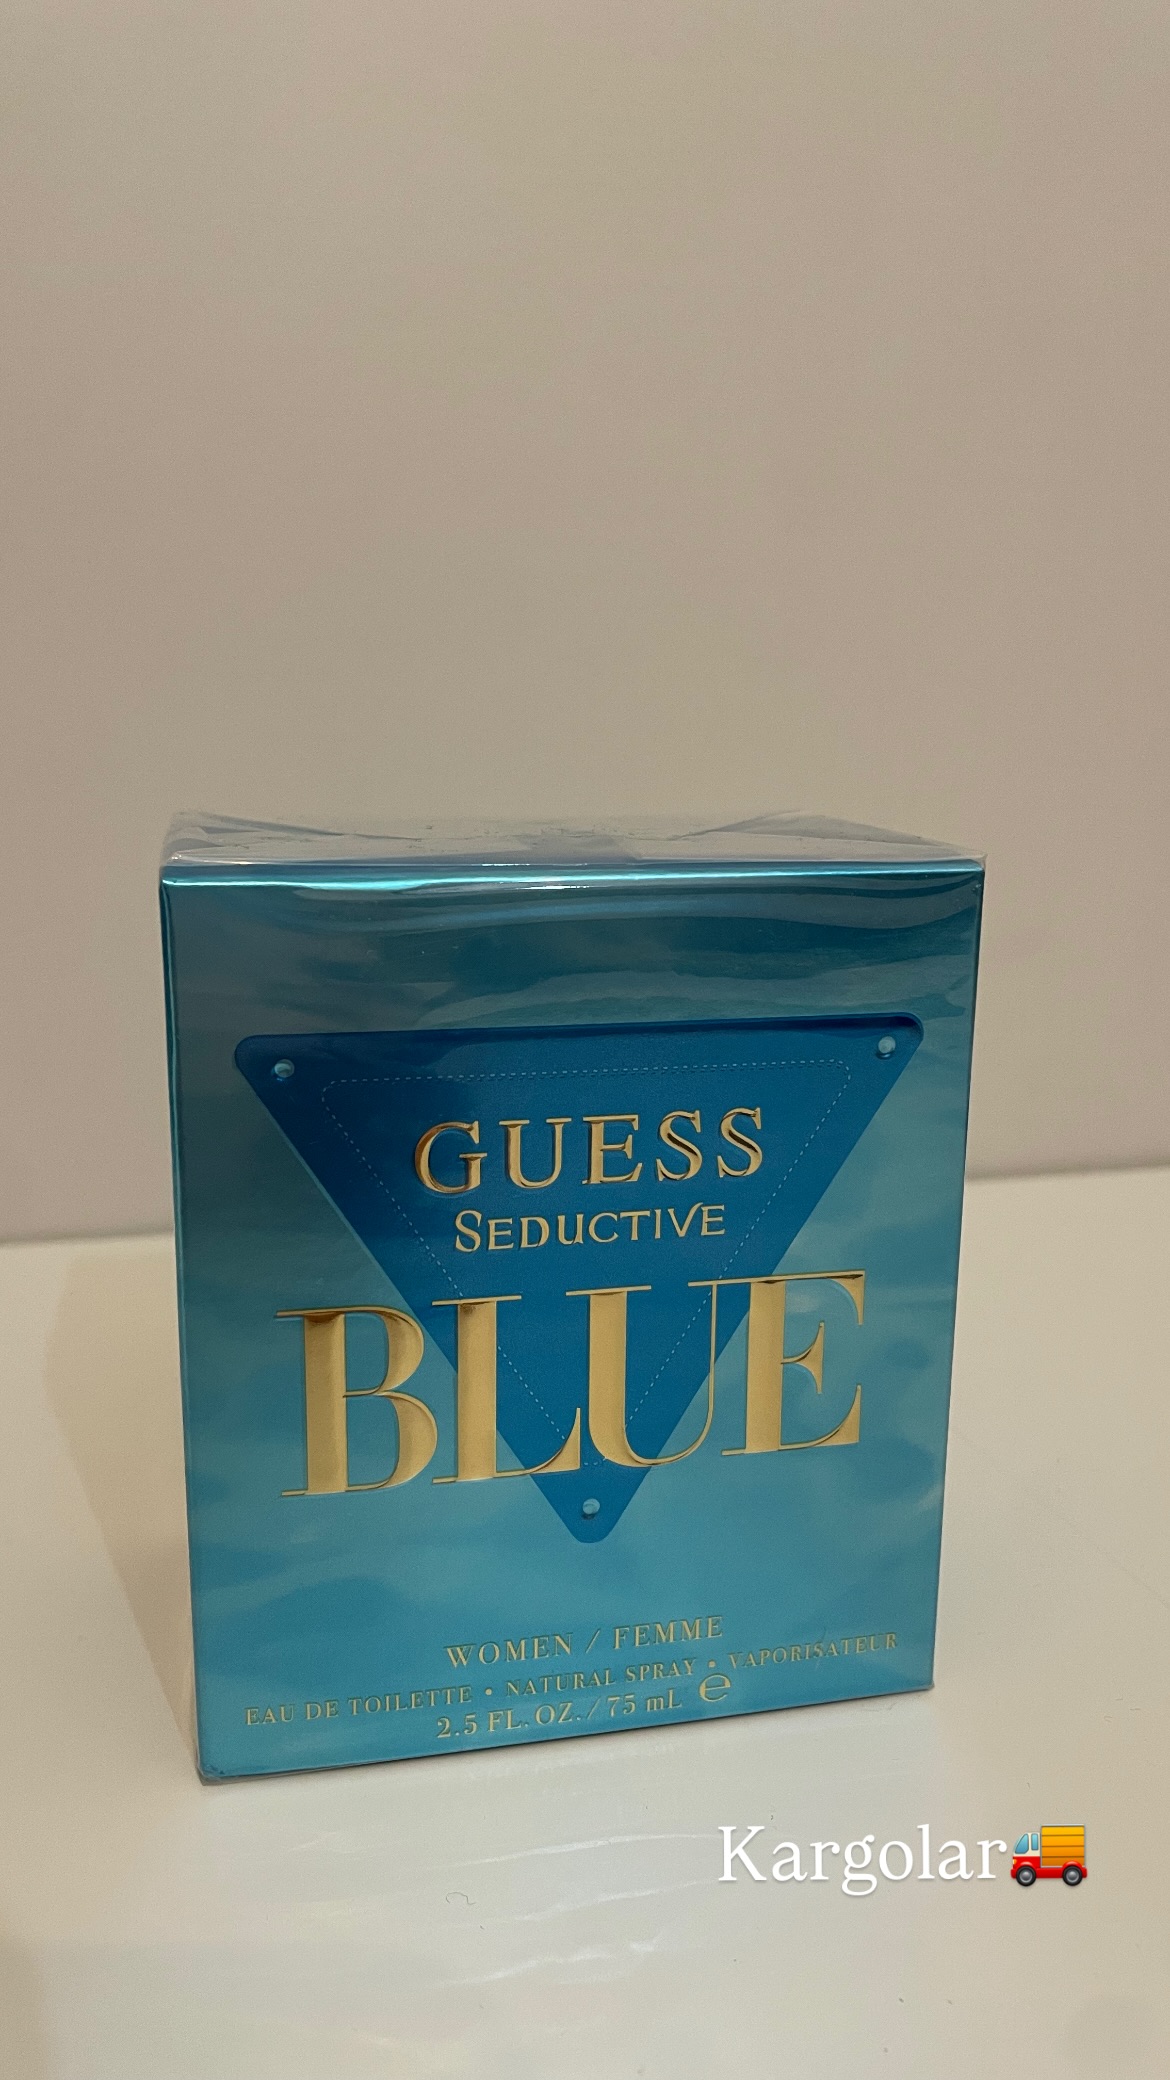 GUESS
SEDUCTIVE
BLUE
WOMEN / FEMME
EAU DE TOILETTE • NATURAL SPRAY • VAPORISATEUR
2.5 FL. OZ. / 75 mL ℮
Kargolar🚚